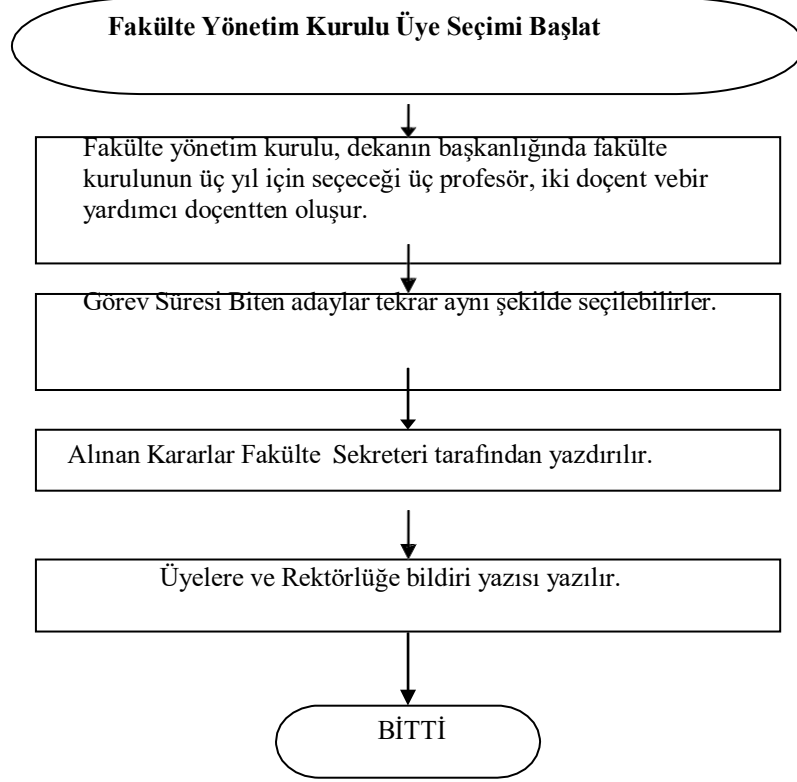 Fakülte Yönetim Kurulu Üye Seçimi Başlat
Fakülte yönetim kurulu, dekanın başkanlığında fakülte
kurulunun üç yıl için seçeceği üç profesör, iki doçent vebir
yardımcı doçentten oluşur.
Görev Süresi Biten adaylar tekrar aynı şekilde seçilebilirler.
Alınan Kararlar Fakülte Sekreteri tarafından yazdırılır.
Üyelere ve Rektörlüğe bildiri yazısı yazılır.
BİTTİ